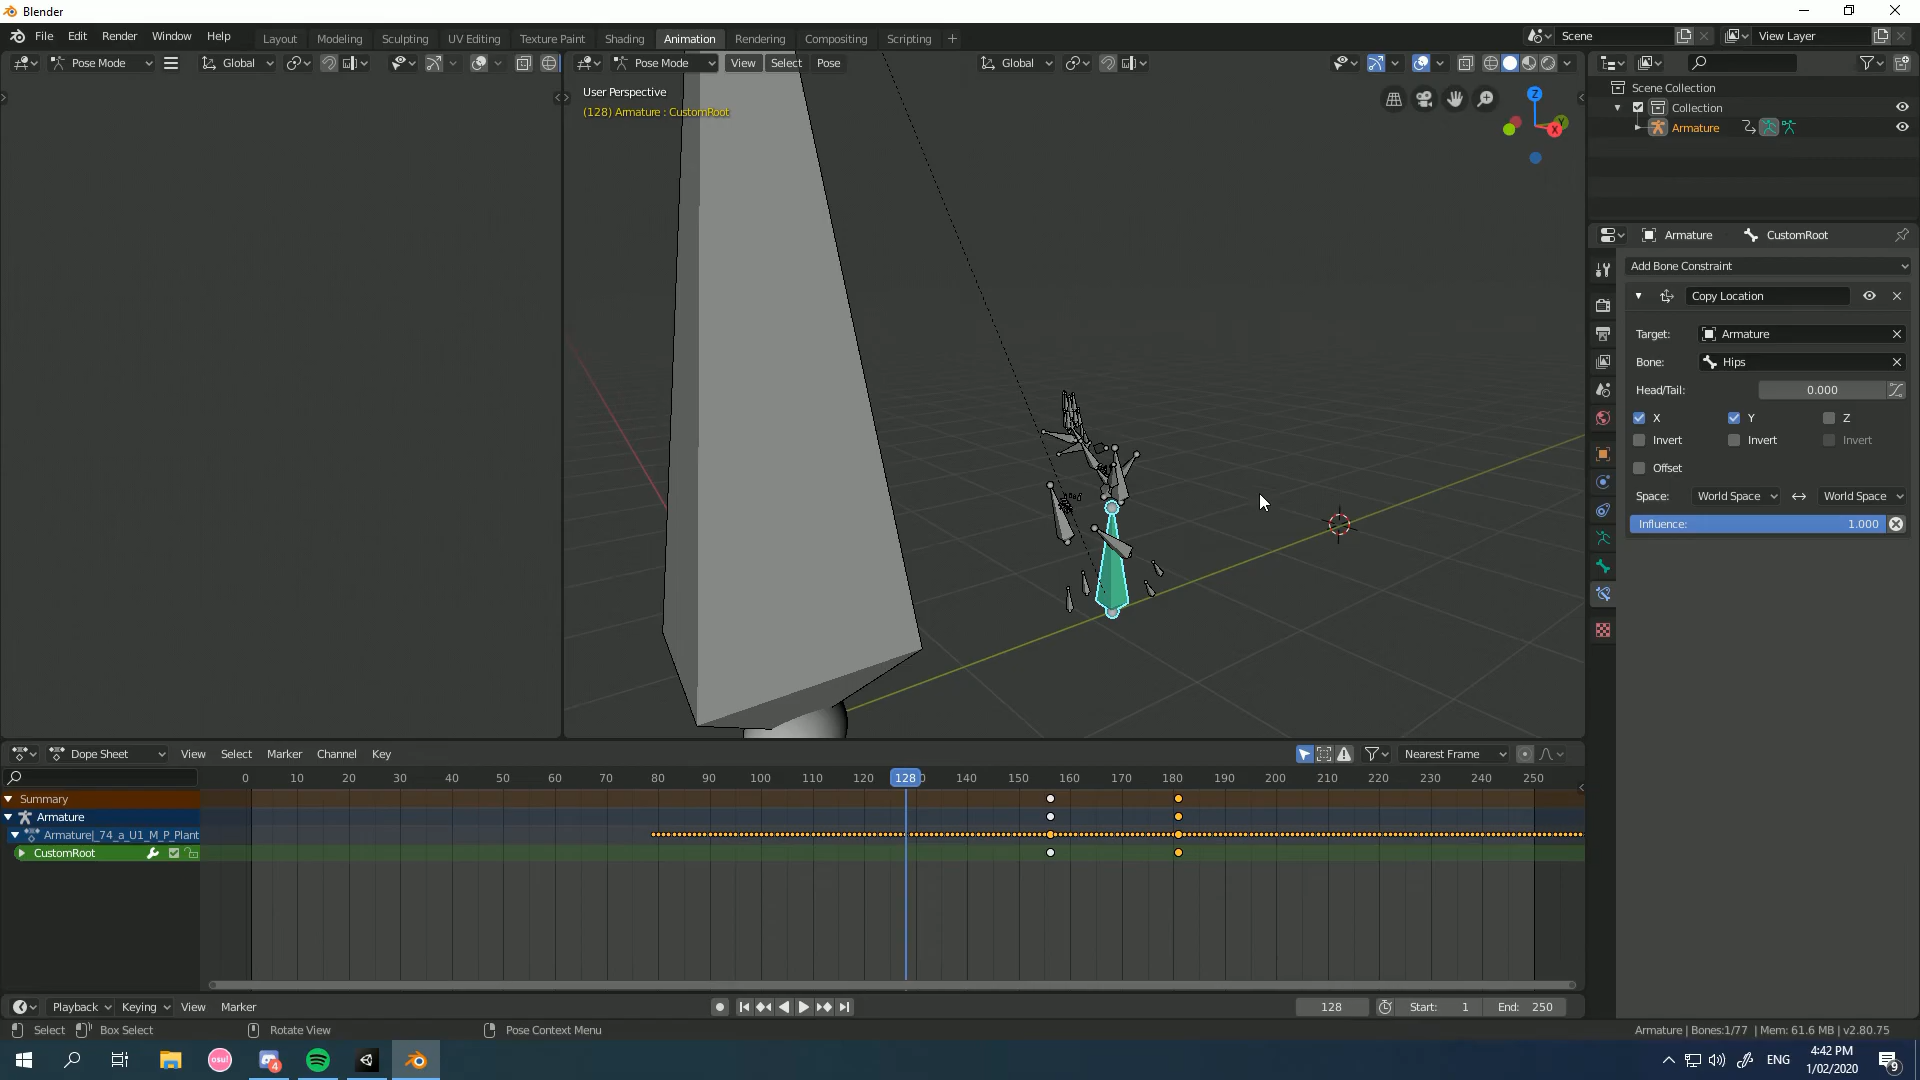 Blender
File Edit Render Window Help Layout Modeling Sculpting UV Editing Texture Paint Shading Animation Rendering Compositing Scripting Scene View Layer
Pose Mode Global Pose Mode View Select Pose Global
User Perspective
(128) Armature : CustomRoot
Z
Y
X
Scene Collection
Collection
Armature
Armature CustomRoot
Add Bone Constraint
Copy Location
Target: Armature
Bone: Hips
Head/Tail: 0.000
X Y Z
Invert Invert Invert
Offset
Space: World Space World Space
Influence: 1.000
Dope Sheet View Select Marker Channel Key Nearest Frame
0 10 20 30 40 50 60 70 80 90 100 110 120 128 140 150 160 170 180 190 200 210 220 230 240 250
Summary
Armature
Armature|_74_a_U1_M_P_Plant
CustomRoot
Playback Keying View Marker 128 Start: 1 End: 250
Select Box Select Rotate View Pose Context Menu Armature | Bones:1/77 | Mem: 61.6 MB | v2.80.75
osu!
4
ENG
4:42 PM
1/02/2020
9